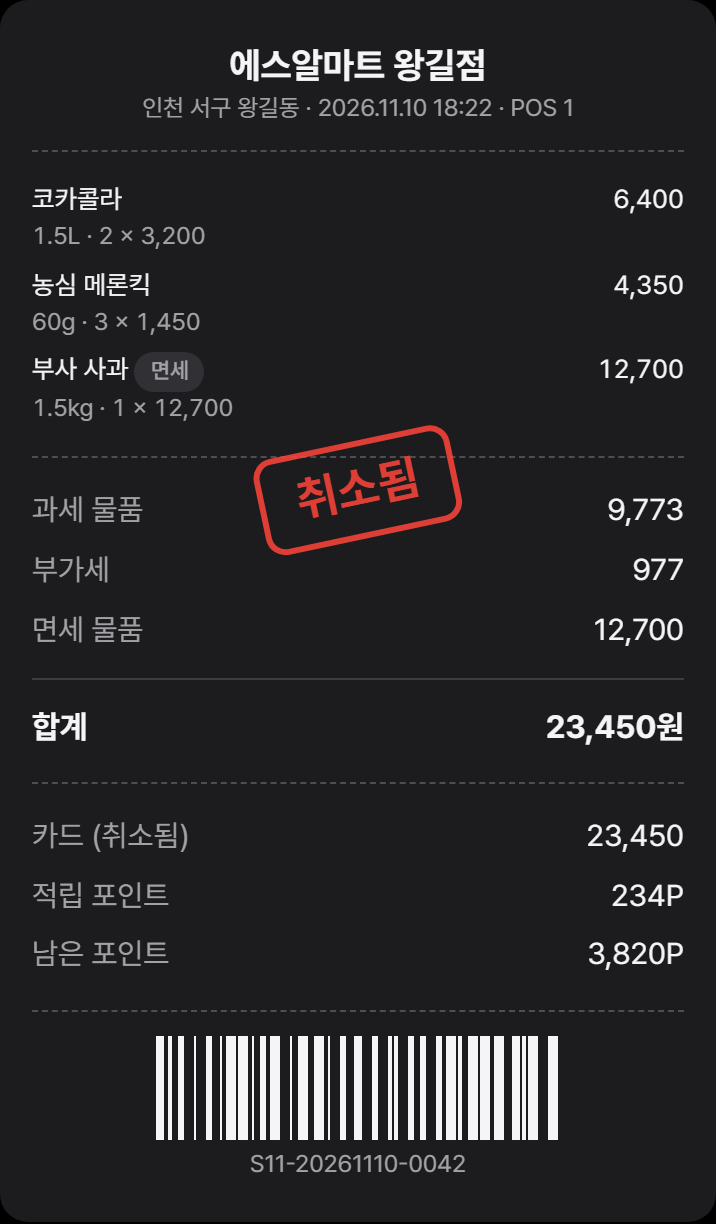 에스알마트 왕길점
인천 서구 왕길동 · 2026.11.10 18:22 · POS 1
코카콜라 6,400
1.5L · 2 × 3,200
농심 메론킥 4,350
60g · 3 × 1,450
부사 사과 면세 12,700
1.5kg · 1 × 12,700
취소됨
과세 물품 9,773
부가세 977
면세 물품 12,700
합계 23,450원
카드 (취소됨) 23,450
적립 포인트 234P
남은 포인트 3,820P
S11-20261110-0042